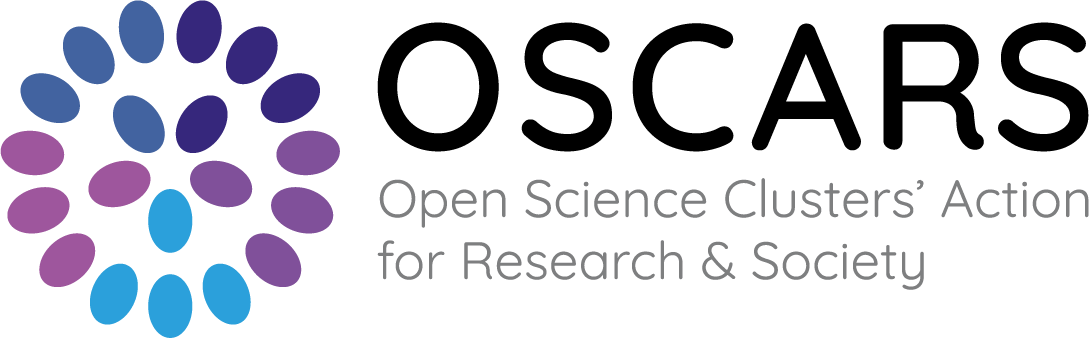 OSCARS
Open Science Clusters’ Action
for Research & Society